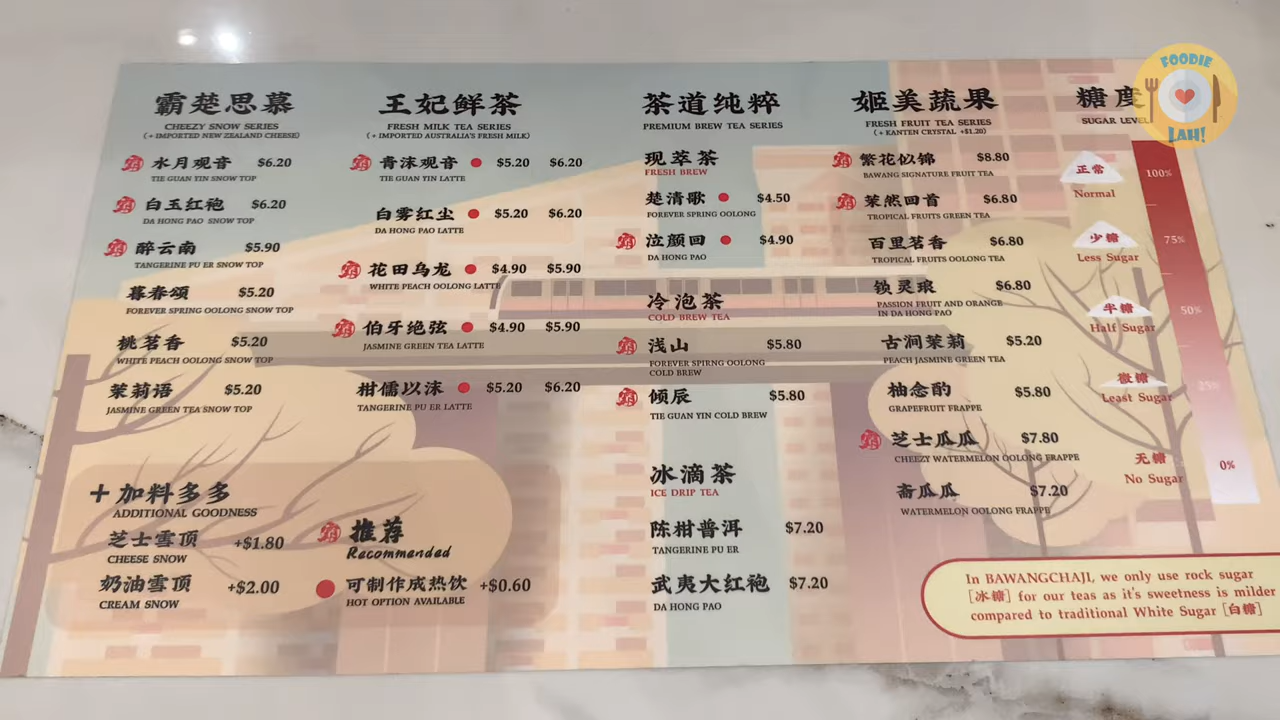 FOODIE
LAH!
霸楚思慕
CHEEZY SNOW SERIES
(+ IMPORTED NEW ZEALAND CHEESE)
水月观音 $6.20
TIE GUAN YIN SNOW TOP
白玉红袍 $6.20
DA HONG PAO SNOW TOP
醉云南 $5.90
TANGERINE PU ER SNOW TOP
暮春颂 $5.20
FOREVER SPRING OOLONG SNOW TOP
桃茗香 $5.20
WHITE PEACH OOLONG SNOW TOP
茉莉语 $5.20
JASMINE GREEN TEA SNOW TOP
+加料多多
ADDITIONAL GOODNESS
芝士雪顶 +$1.80
CHEESE SNOW
奶油雪顶 +$2.00
CREAM SNOW
推荐
Recommended
可制作成热饮 +$0.60
HOT OPTION AVAILABLE
王妃鲜茶
FRESH MILK TEA SERIES
(+ IMPORTED AUSTRALIA'S FRESH MILK)
青沫观音 $5.20 $6.20
TIE GUAN YIN LATTE
白雾红尘 $5.20 $6.20
DA HONG PAO LATTE
花田乌龙 $4.90 $5.90
WHITE PEACH OOLONG LATTE
伯牙绝弦 $4.90 $5.90
JASMINE GREEN TEA LATTE
柑儒以沫 $5.20 $6.20
TANGERINE PU ER LATTE
茶道纯粹
PREMIUM BREW TEA SERIES
现萃茶
FRESH BREW
楚清歌 $4.50
FOREVER SPRING OOLONG
泣颜回 $4.90
DA HONG PAO
冷泡茶
COLD BREW TEA
浅山 $5.80
FOREVER SPIRNG OOLONG
COLD BREW
倾辰 $5.80
TIE GUAN YIN COLD BREW
冰滴茶
ICE DRIP TEA
陈柑普洱 $7.20
TANGERINE PU ER
武夷大红袍 $7.20
DA HONG PAO
姬美蔬果
FRESH FRUIT TEA SERIES
(+ KANTEN CRYSTAL +$1.20)
繁花似锦 $8.80
BAWANG SIGNATURE FRUIT TEA
莱然回首 $6.80
TROPICAL FRUITS GREEN TEA
百里茗香 $6.80
TROPICAL FRUITS OOLONG TEA
锁灵琅 $6.80
PASSION FRUIT AND ORANGE
IN DA HONG PAO
古涧茉莉 $5.20
PEACH JASMINE GREEN TEA
柚念酌 $5.80
GRAPEFRUIT FRAPPE
芝士瓜瓜 $7.80
CHEEZY WATERMELON OOLONG FRAPPE
斋瓜瓜 $7.20
WATERMELON OOLONG FRAPPE
糖度
SUGAR LEVEL
正常 100%
Normal
少糖 75%
Less Sugar
半糖 50%
Half Sugar
微糖 25%
Least Sugar
无糖 0%
No Sugar
In BAWANGCHAJI, we only use rock sugar
[冰糖] for our teas as it's sweetness is milder
compared to traditional White Sugar [白糖]